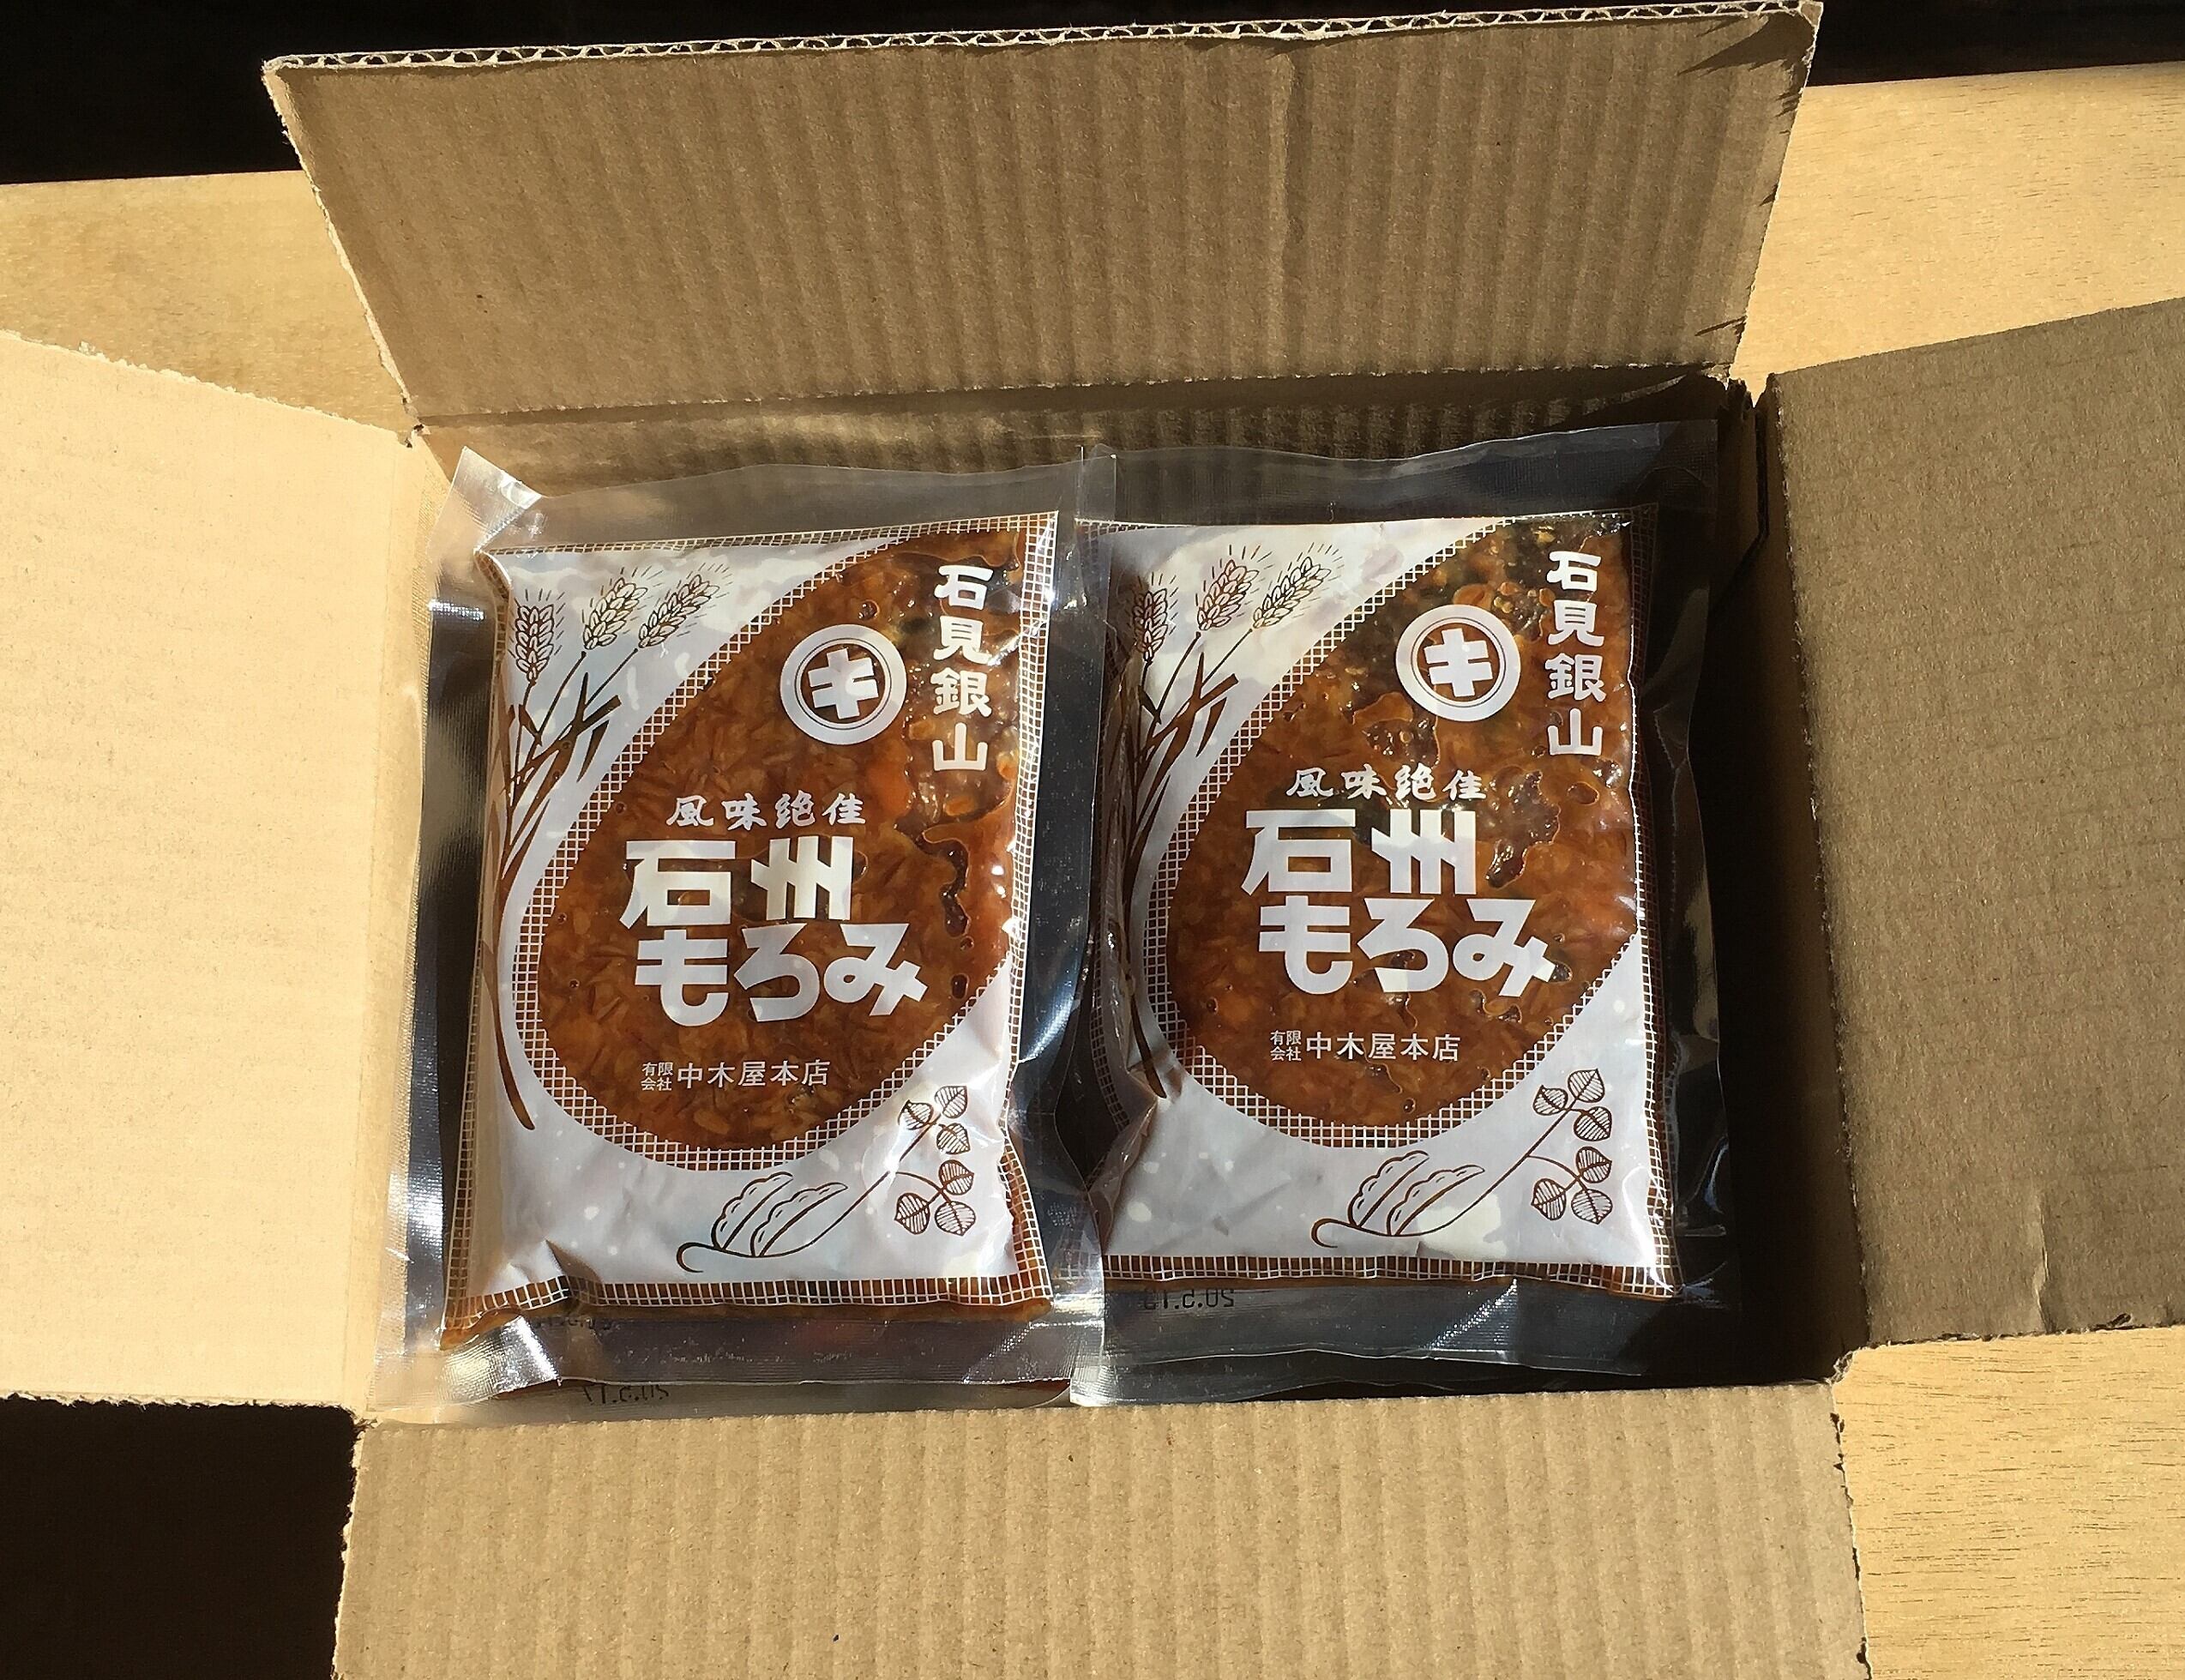 石見銀山
キ
風味絶佳
石州
もろみ
有限会社 中木屋本店
石見銀山
キ
風味絶佳
石州
もろみ
有限会社 中木屋本店